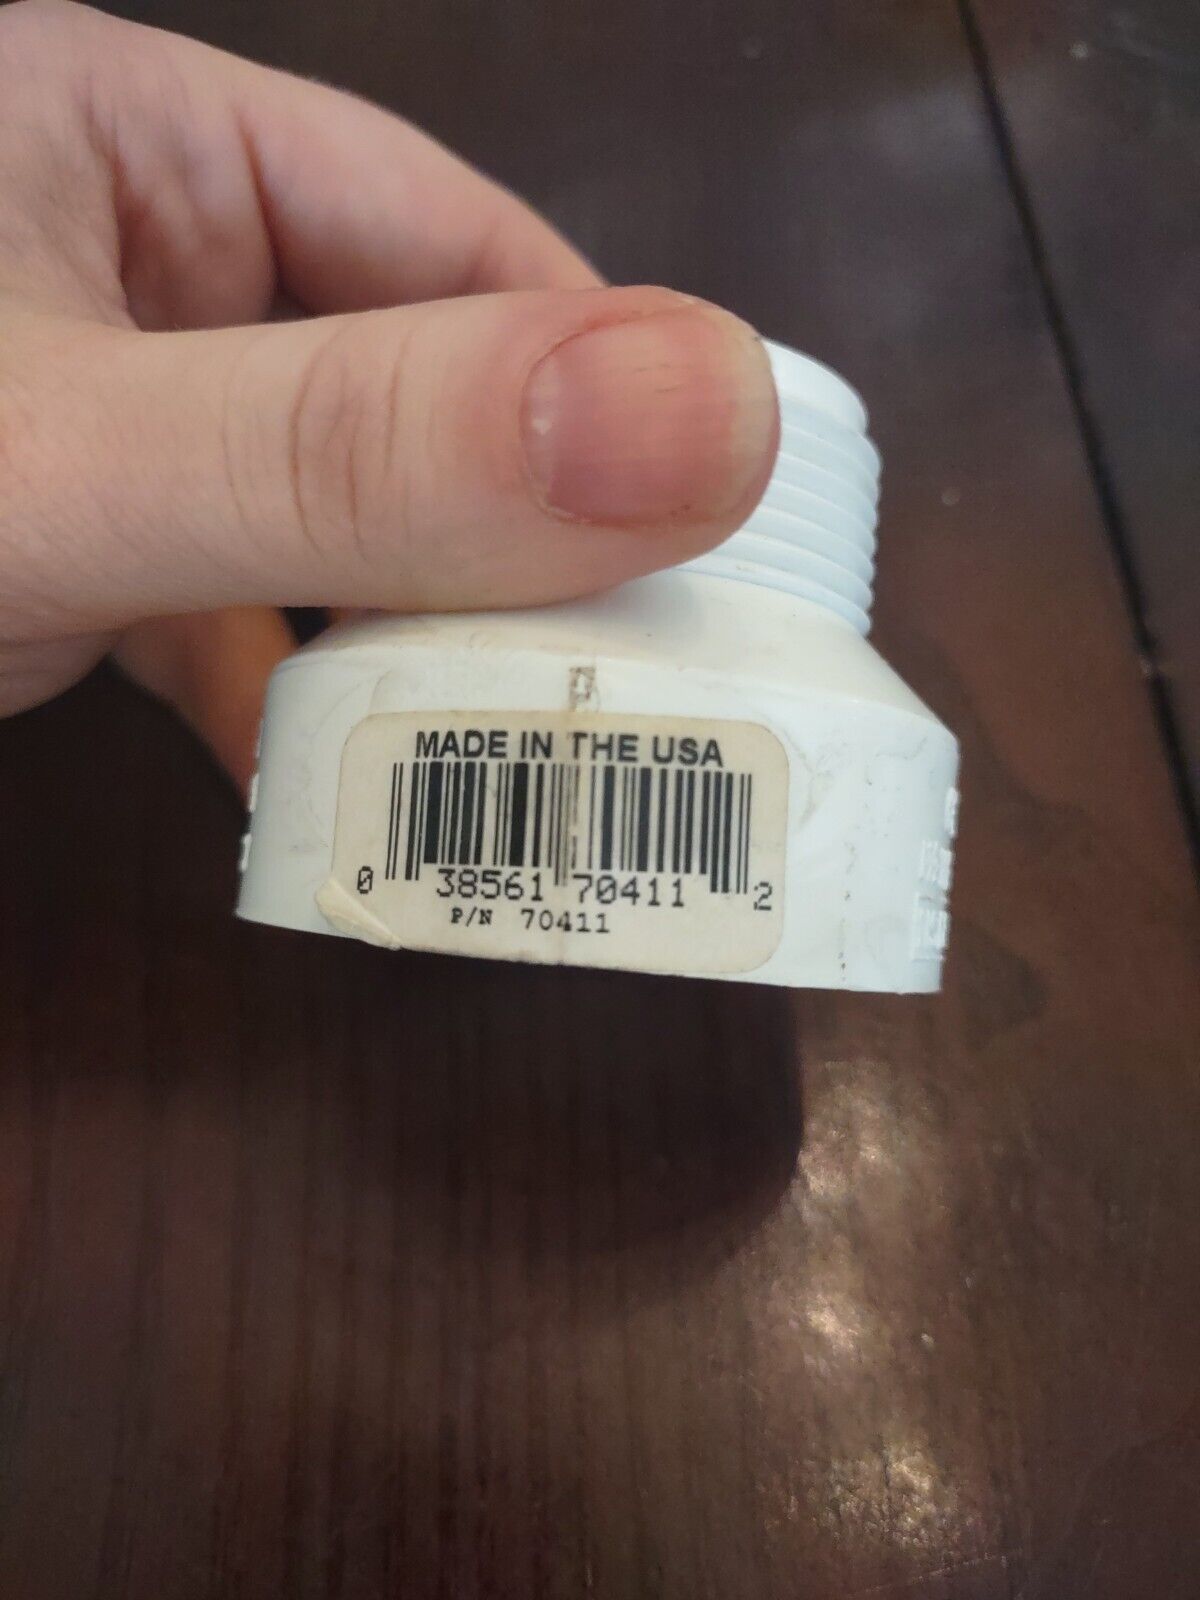 MADE IN THE USA
0 38561 70411 2
P/N 70411